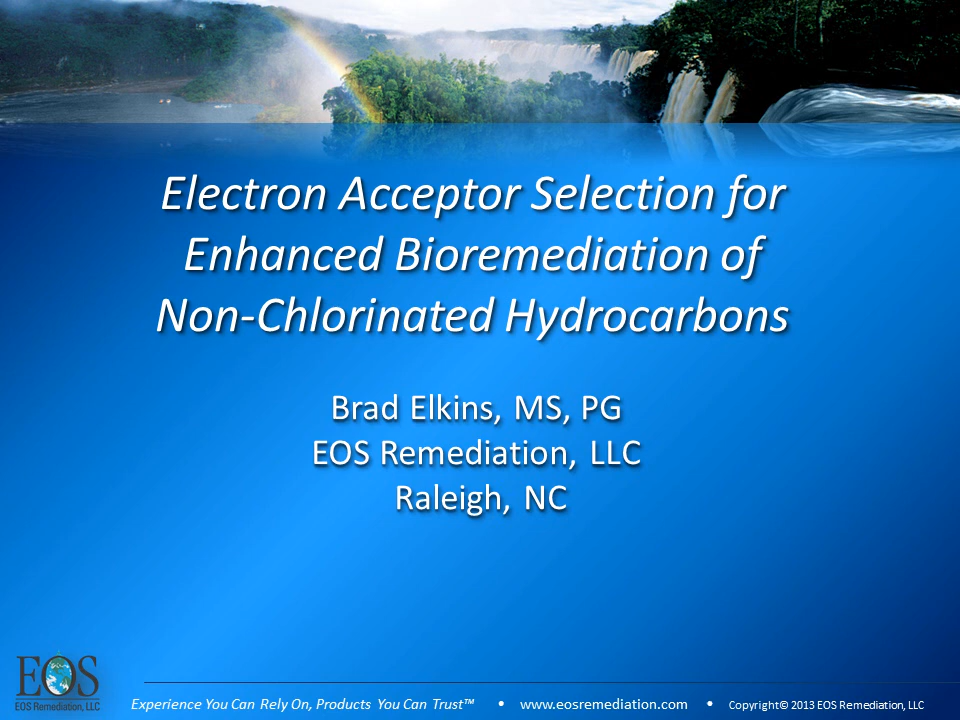 Electron Acceptor Selection for
Enhanced Bioremediation of
Non-Chlorinated Hydrocarbons
Brad Elkins, MS, PG
EOS Remediation, LLC
Raleigh, NC
EOS
EOS Remediation, LLC
Experience You Can Rely On, Products You Can Trust™ • www.eosremediation.com • Copyright© 2013 EOS Remediation, LLC